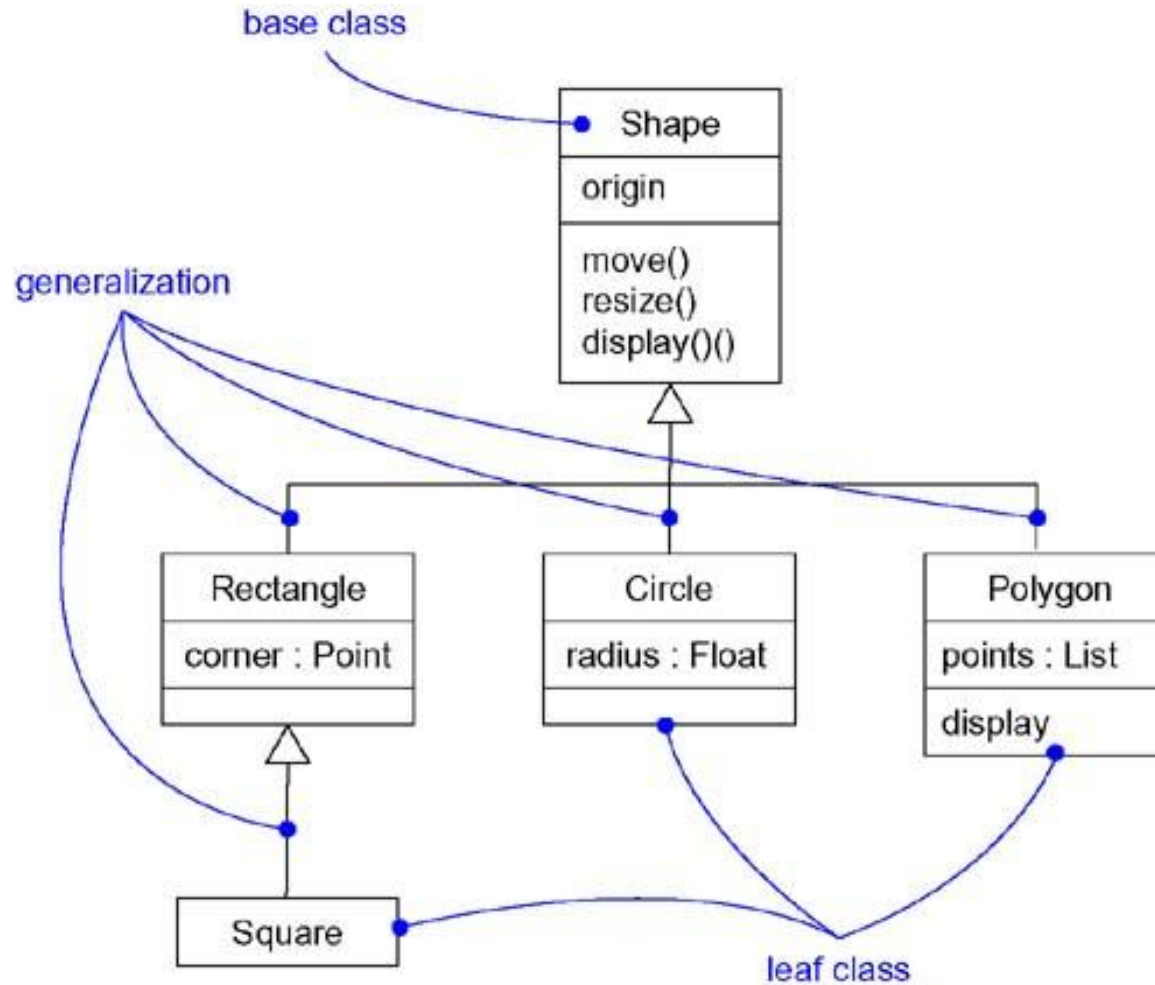 base class
Shape
origin
generalization
move()
resize()
display()()
Rectangle
Circle
Polygon
corner : Point
radius : Float
points : List
display
Square
leaf class